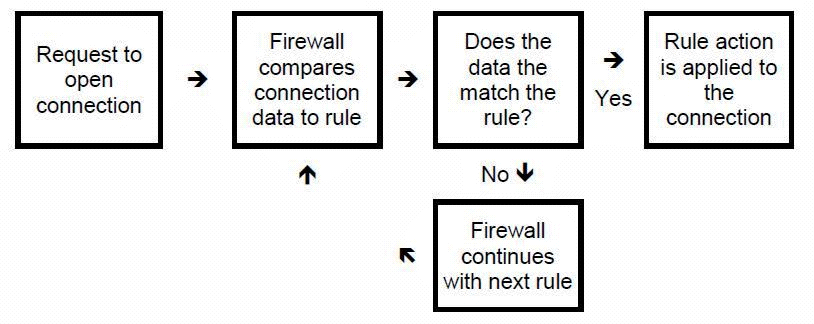 Request to
open
connection
Firewall
compares
connection
data to rule
Does the
data the
match the
rule?
Yes
Rule action
is applied to
the
connection
No
Firewall
continues
with next rule